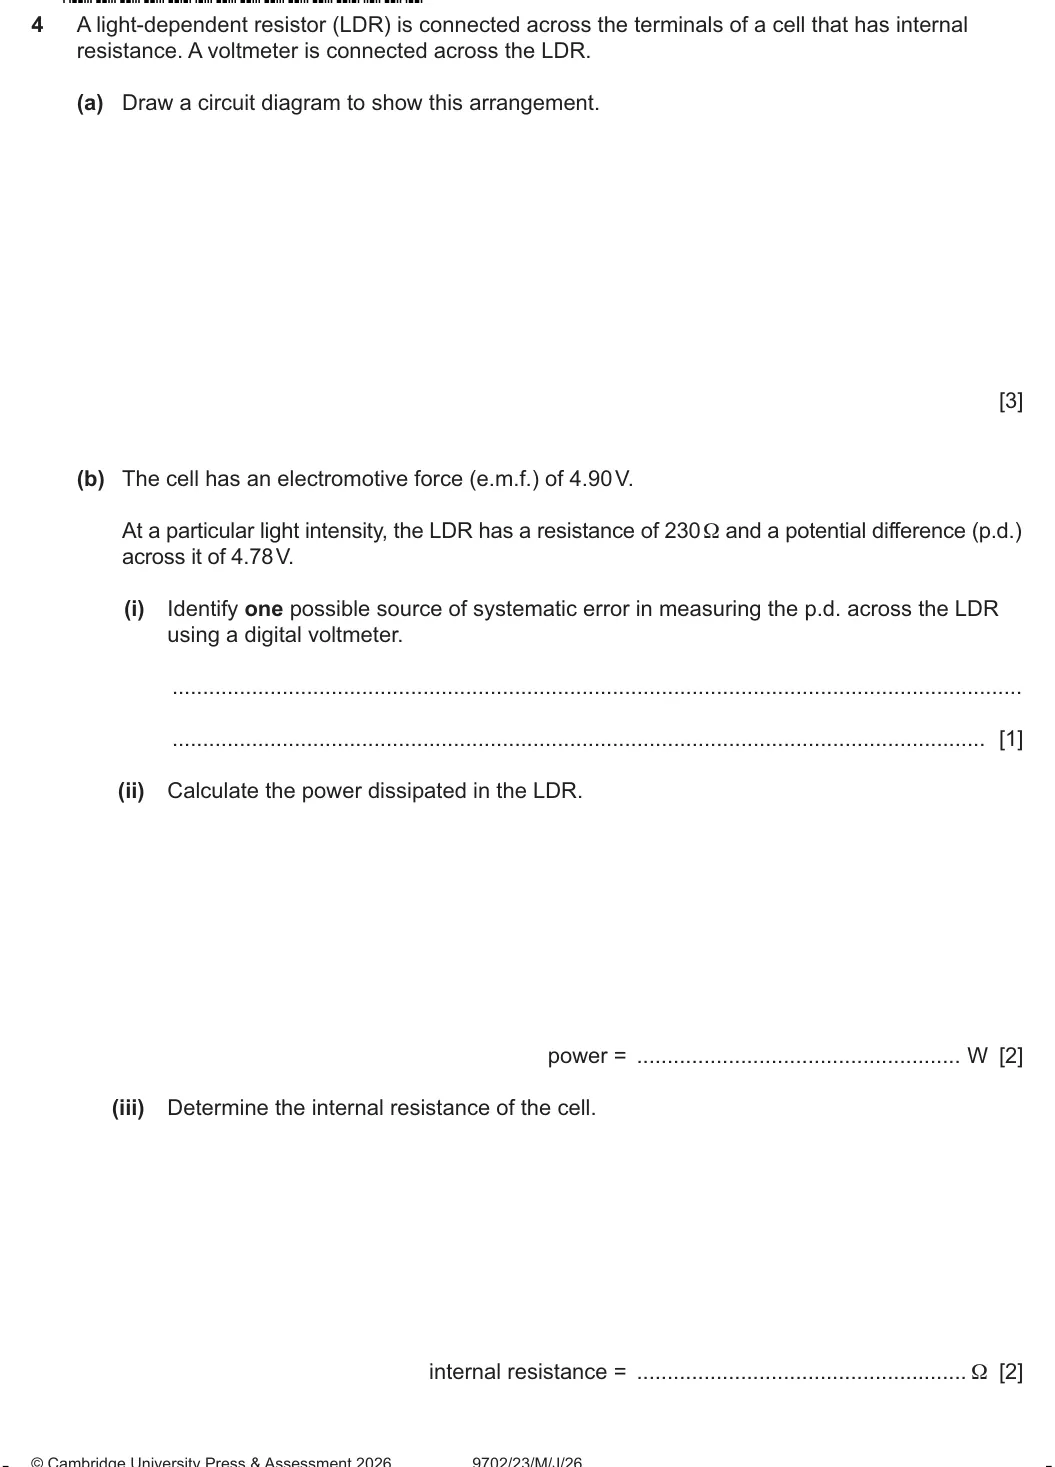 4 A light-dependent resistor (LDR) is connected across the terminals of a cell that has internal
resistance. A voltmeter is connected across the LDR.
(a) Draw a circuit diagram to show this arrangement.
[3]
(b) The cell has an electromotive force (e.m.f.) of 4.90 V.
At a particular light intensity, the LDR has a resistance of 230 Ω and a potential difference (p.d.)
across it of 4.78 V.
(i) Identify one possible source of systematic error in measuring the p.d. across the LDR
using a digital voltmeter.
...........................................................................................................................................
..................................................................................................................................... [1]
(ii) Calculate the power dissipated in the LDR.
power = ..................................................... W [2]
(iii) Determine the internal resistance of the cell.
internal resistance = ...................................................... Ω [2]
© Cambridge University Press & Assessment 2026 9702/23/M/J/26